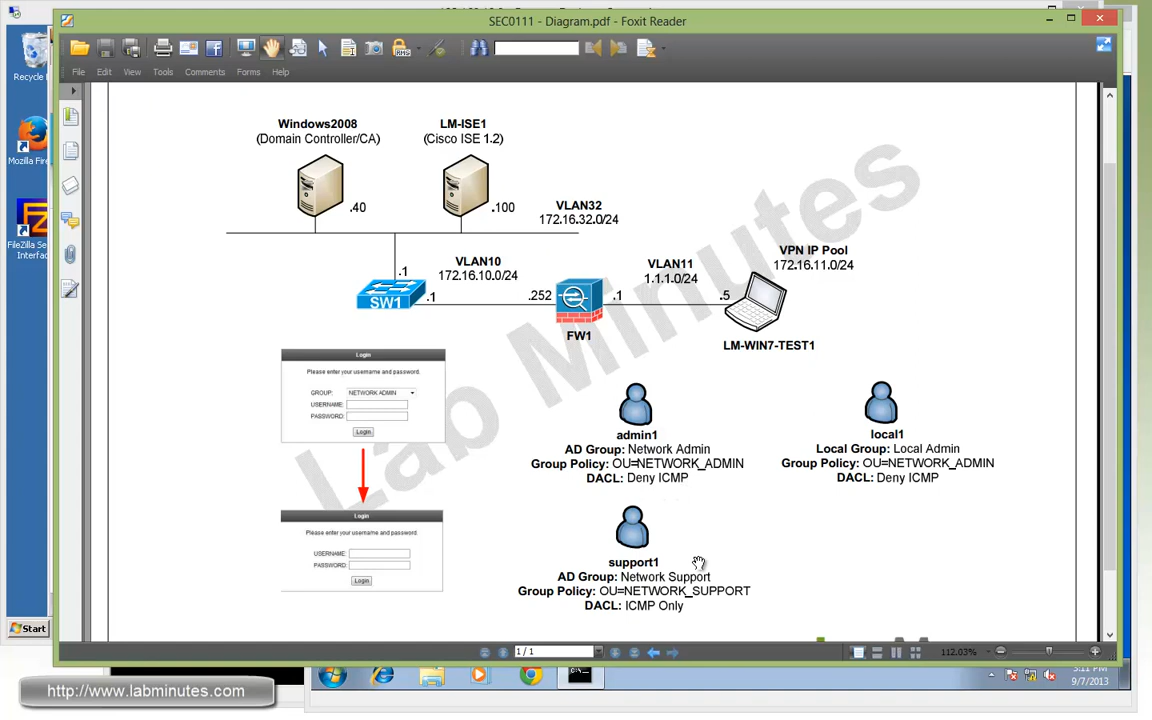 SEC0111 - Diagram.pdf - Foxit Reader
File Edit View Tools Comments Forms Help
Recycle
Mozilla Fire
FileZilla Se
Interfac
Windows2008
(Domain Controller/CA)
LM-ISE1
(Cisco ISE 1.2)
.40
.100
VLAN32
172.16.32.0/24
.1
VLAN10
172.16.10.0/24
VLAN11
1.1.1.0/24
VPN IP Pool
172.16.11.0/24
SW1
.1
.252
.1
.5
FW1
LM-WIN7-TEST1
Lab Minutes
Login
Please enter your username and password.
GROUP: NETWORK ADMIN
USERNAME:
PASSWORD:
Login
Login
Please enter your username and password.
USERNAME:
PASSWORD:
Login
admin1
AD Group: Network Admin
Group Policy: OU=NETWORK_ADMIN
DACL: Deny ICMP
local1
Local Group: Local Admin
Group Policy: OU=NETWORK_ADMIN
DACL: Deny ICMP
support1
AD Group: Network Support
Group Policy: OU=NETWORK_SUPPORT
DACL: ICMP Only
Start
1 / 1
112.03%
3:11 PM
9/7/2013
http://www.labminutes.com